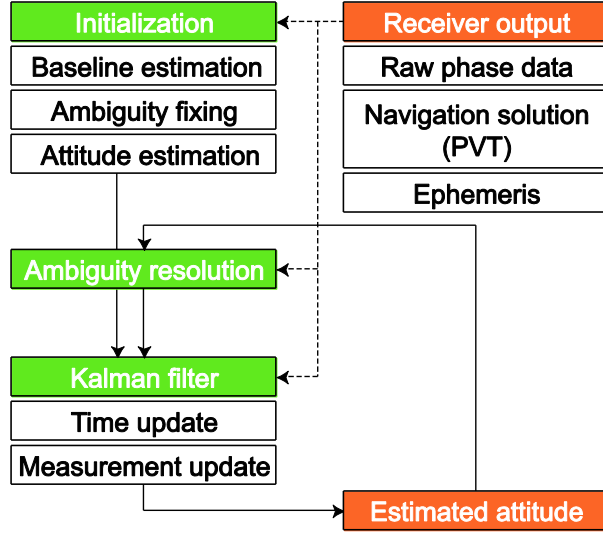 Initialization
Baseline estimation
Ambiguity fixing
Attitude estimation
Receiver output
Raw phase data
Navigation solution
(PVT)
Ephemeris
Ambiguity resolution
Kalman filter
Time update
Measurement update
Estimated attitude